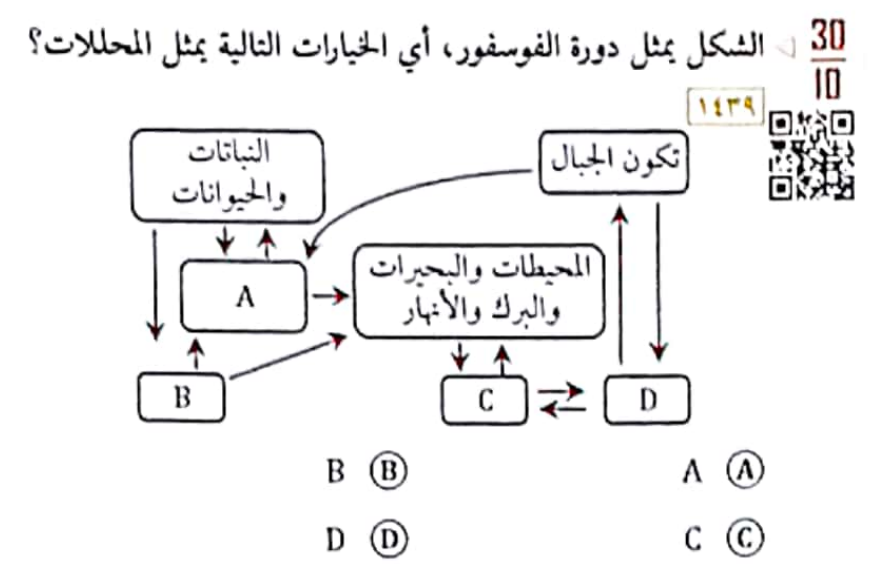 30
10
الشكل يمثل دورة الفوسفور، أي الخيارات التالية يمثل المحللات؟
١٤٣٩
تكون الجبال
النباتات
والحيوانات
المحيطات والبحيرات
والبرك والأنهار
A
B
C
D
A A
B B
C C
D D